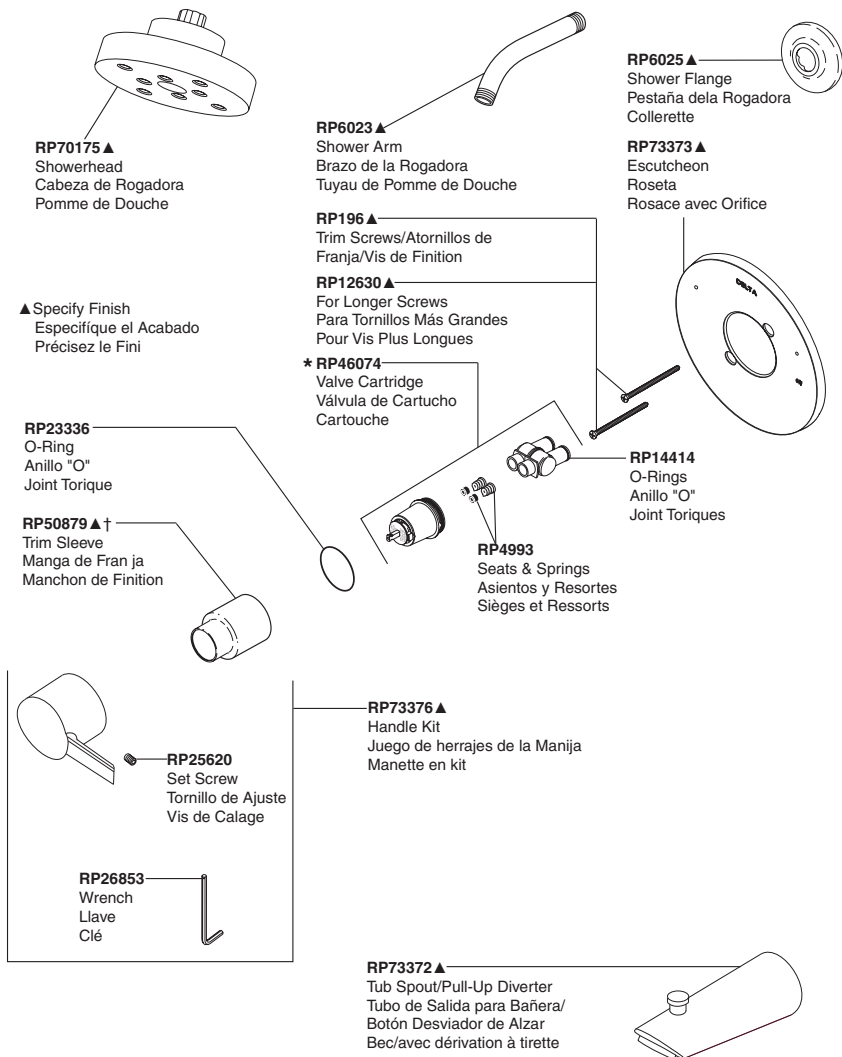 RP6025▲
Shower Flange
Pestaña dela Rogadora
Collerette
RP70175▲
Showerhead
Cabeza de Rogadora
Pomme de Douche
RP6023▲
Shower Arm
Brazo de la Rogadora
Tuyau de Pomme de Douche
RP73373▲
Escutcheon
Roseta
Rosace avec Orifice
RP196▲
Trim Screws/Atornillos de
Franja/Vis de Finition
RP12630▲
For Longer Screws
Para Tornillos Más Grandes
Pour Vis Plus Longues
DELTA
▲Specify Finish
Especifíque el Acabado
Précisez le Fini
* RP46074
Valve Cartridge
Válvula de Cartucho
Cartouche
RP23336
O-Ring
Anillo "O"
Joint Torique
RP14414
O-Rings
Anillo "O"
Joint Toriques
RP50879▲†
Trim Sleeve
Manga de Fran ja
Manchon de Finition
RP4993
Seats & Springs
Asientos y Resortes
Sièges et Ressorts
RP73376▲
Handle Kit
Juego de herrajes de la Manija
Manette en kit
RP25620
Set Screw
Tornillo de Ajuste
Vis de Calage
RP26853
Wrench
Llave
Clé
RP73372▲
Tub Spout/Pull-Up Diverter
Tubo de Salida para Bañera/
Botón Desviador de Alzar
Bec/avec dérivation à tirette